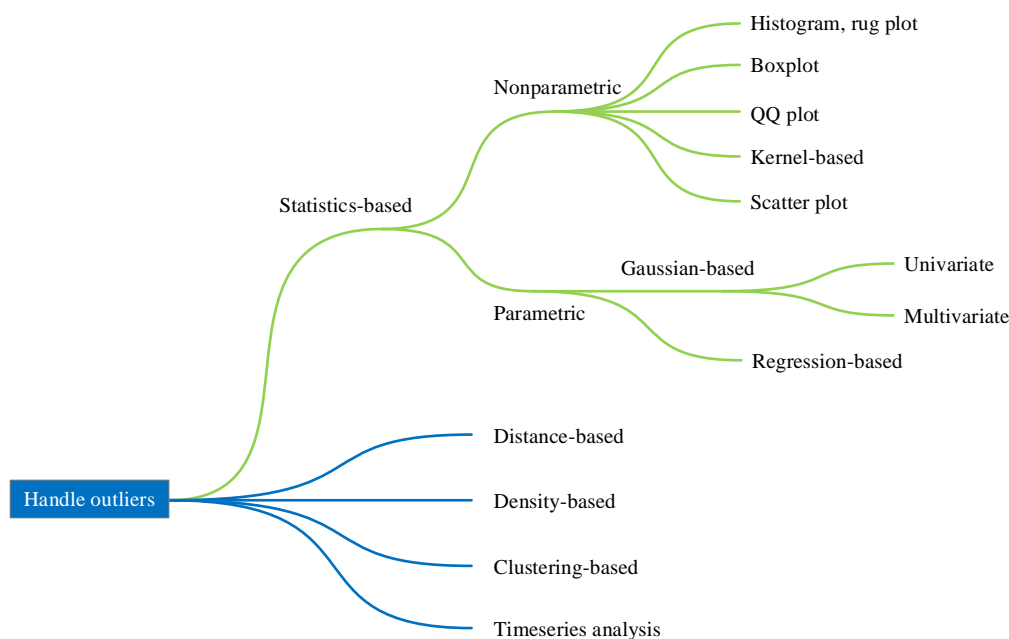 Histogram, rug plot
Boxplot
Nonparametric
QQ plot
Kernel-based
Scatter plot
Statistics-based
Gaussian-based
Univariate
Parametric
Multivariate
Regression-based
Distance-based
Handle outliers
Density-based
Clustering-based
Timeseries analysis